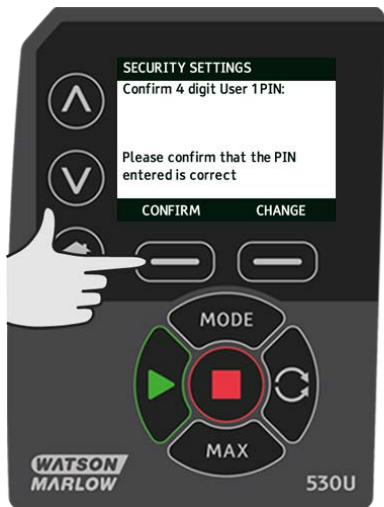 SECURITY SETTINGS
Confirm 4 digit User 1 PIN:
Please confirm that the PIN
entered is correct
CONFIRM CHANGE
MODE
MAX
WATSON
MARLOW
530U